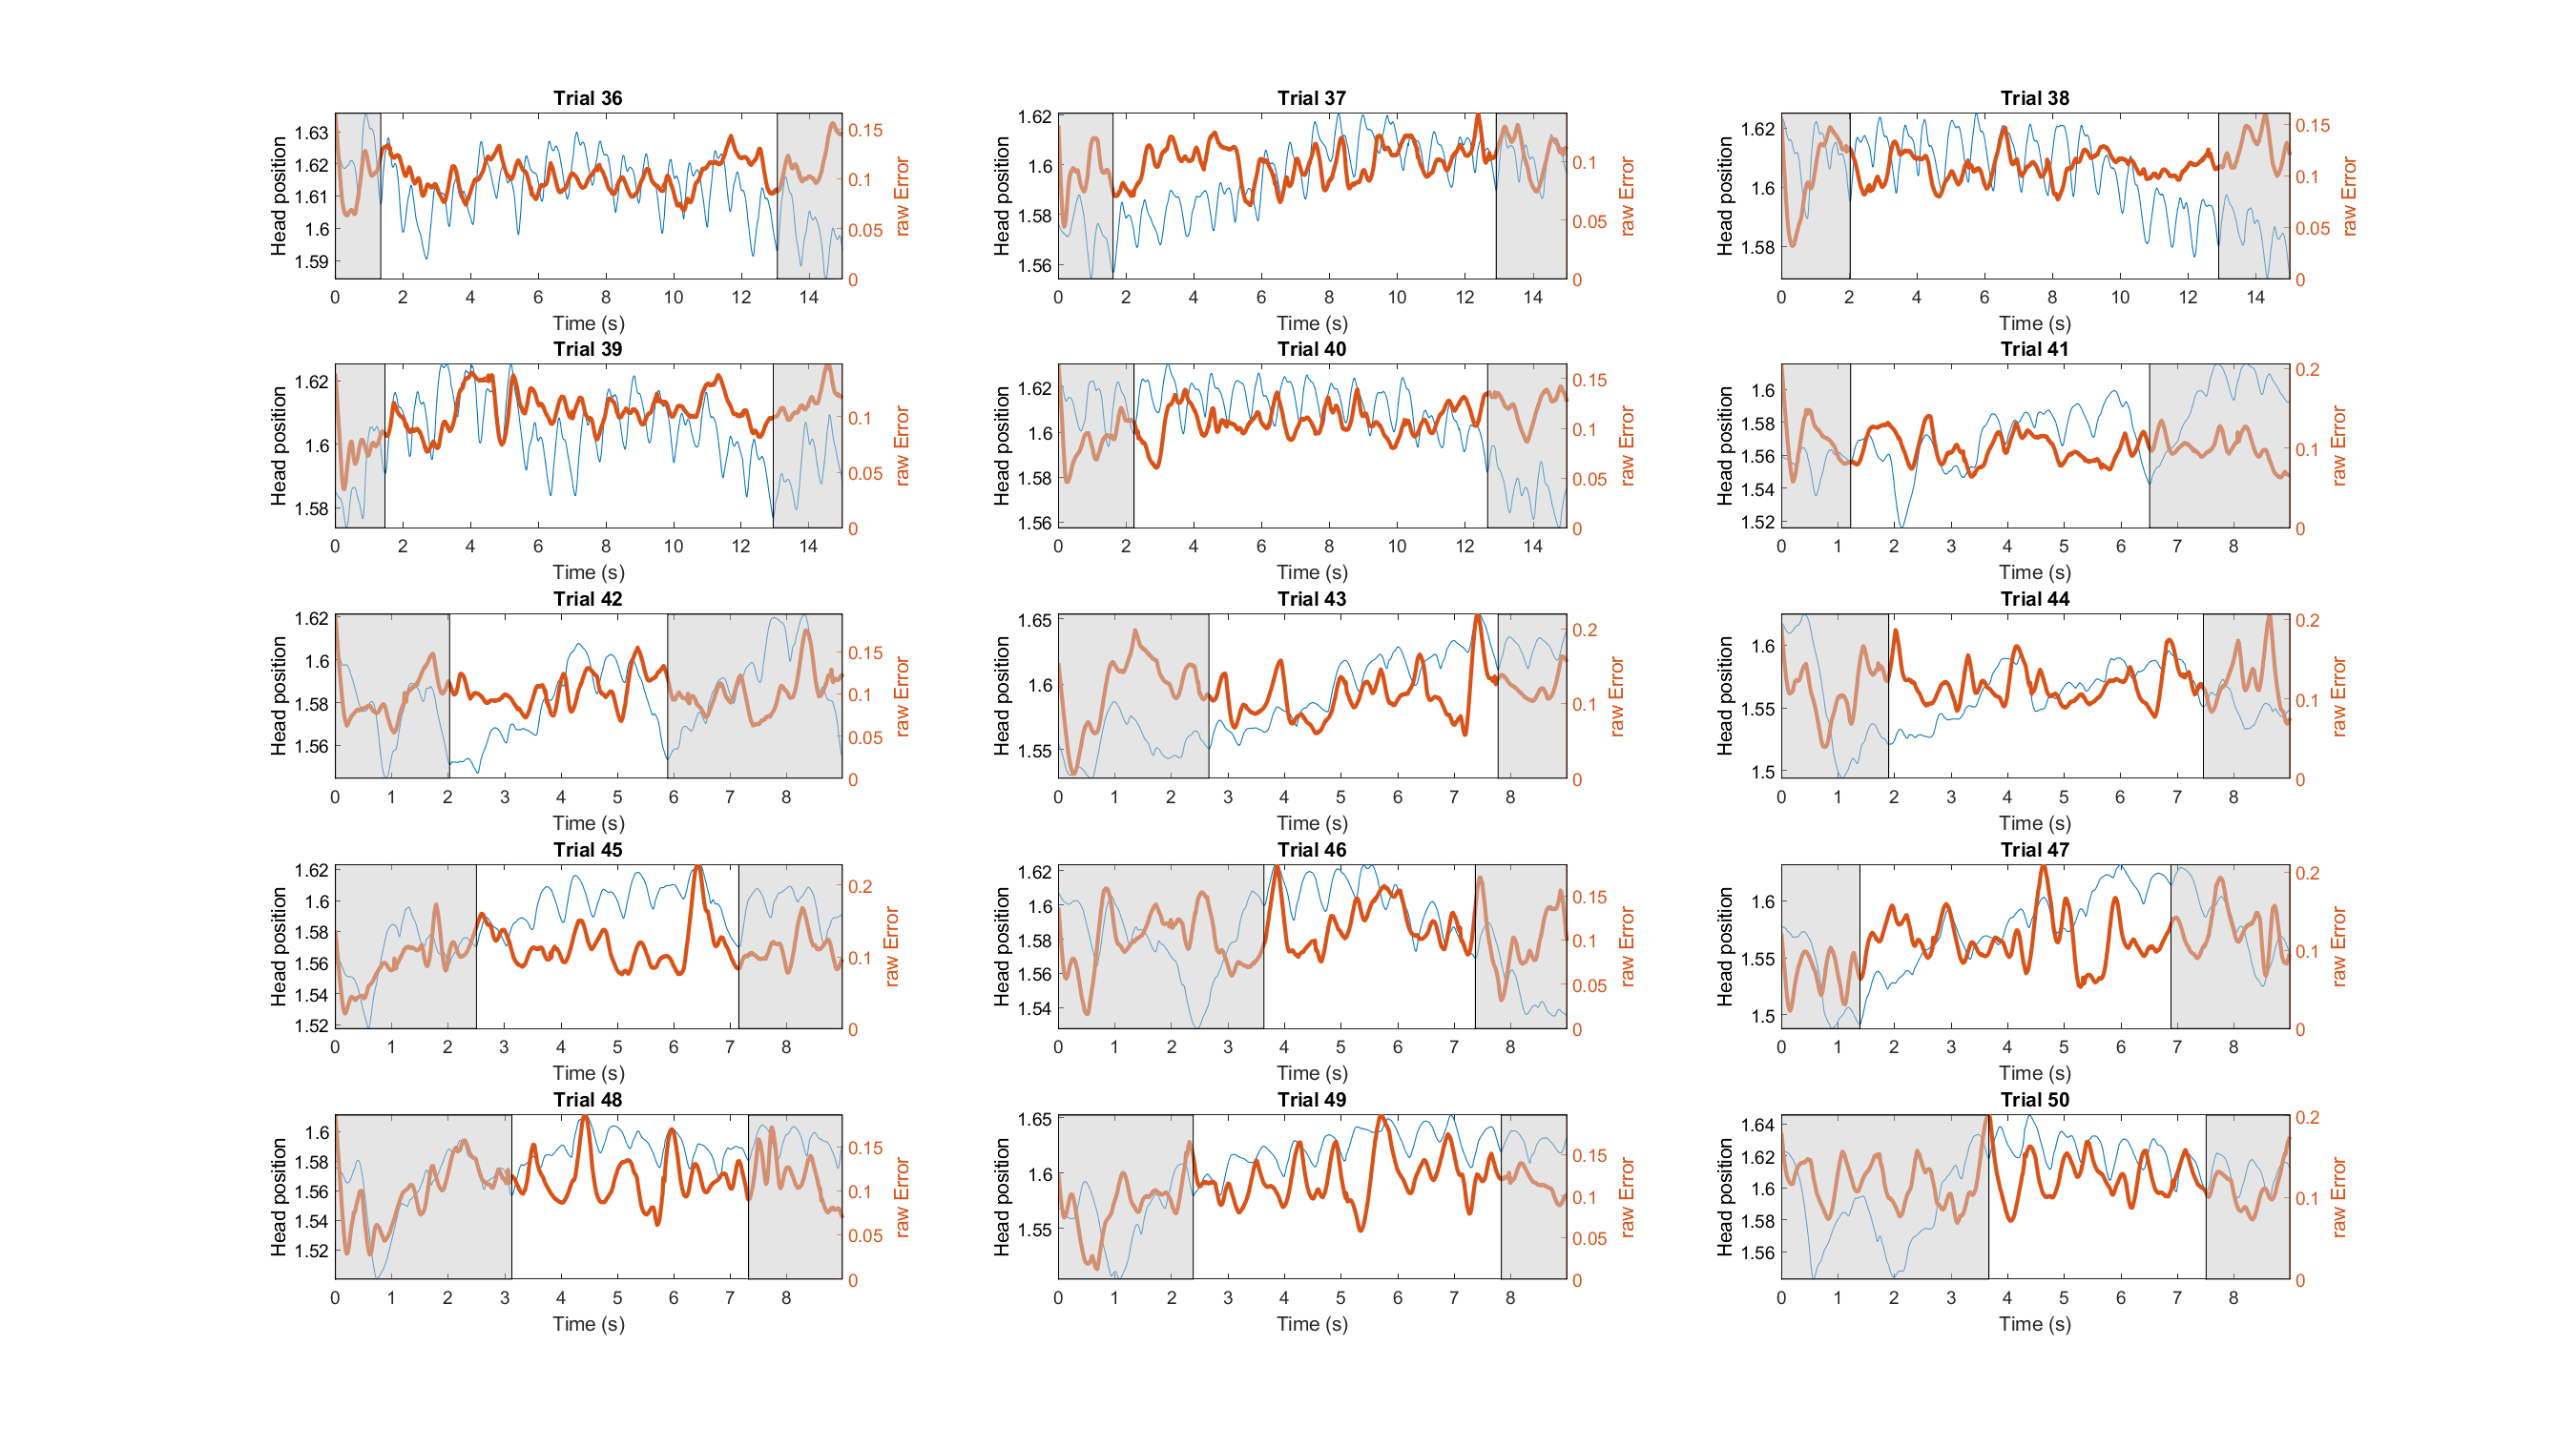 Trial 36
Head position
1.63
1.62
1.61
1.6
1.59
0.15
0.1
0.05
0
raw Error
0 2 4 6 8 10 12 14
Time (s)
Trial 37
Head position
1.62
1.6
1.58
1.56
0.1
0.05
0
raw Error
0 2 4 6 8 10 12 14
Time (s)
Trial 38
Head position
1.62
1.6
1.58
0.15
0.1
0.05
0
raw Error
0 2 4 6 8 10 12 14
Time (s)
Trial 39
Head position
1.62
1.6
1.58
0.1
0.05
0
raw Error
0 2 4 6 8 10 12 14
Time (s)
Trial 40
Head position
1.62
1.6
1.58
1.56
0.15
0.1
0.05
0
raw Error
0 2 4 6 8 10 12 14
Time (s)
Trial 41
Head position
1.6
1.58
1.56
1.54
1.52
0.2
0.1
0
raw Error
0 1 2 3 4 5 6 7 8
Time (s)
Trial 42
Head position
1.62
1.6
1.58
1.56
0.15
0.1
0.05
0
raw Error
0 1 2 3 4 5 6 7 8
Time (s)
Trial 43
Head position
1.65
1.6
1.55
0.2
0.1
0
raw Error
0 1 2 3 4 5 6 7 8
Time (s)
Trial 44
Head position
1.6
1.55
1.5
0.2
0.1
0
raw Error
0 1 2 3 4 5 6 7 8
Time (s)
Trial 45
Head position
1.62
1.6
1.58
1.56
1.54
1.52
0.2
0.1
0
raw Error
0 1 2 3 4 5 6 7 8
Time (s)
Trial 46
Head position
1.62
1.6
1.58
1.56
1.54
0.15
0.1
0.05
0
raw Error
0 1 2 3 4 5 6 7 8
Time (s)
Trial 47
Head position
1.6
1.55
1.5
0.2
0.1
0
raw Error
0 1 2 3 4 5 6 7 8
Time (s)
Trial 48
Head position
1.6
1.58
1.56
1.54
1.52
0.15
0.1
0.05
0
raw Error
0 1 2 3 4 5 6 7 8
Time (s)
Trial 49
Head position
1.65
1.6
1.55
0.15
0.1
0.05
0
raw Error
0 1 2 3 4 5 6 7 8
Time (s)
Trial 50
Head position
1.64
1.62
1.6
1.58
1.56
0.2
0.1
0
raw Error
0 1 2 3 4 5 6 7 8
Time (s)